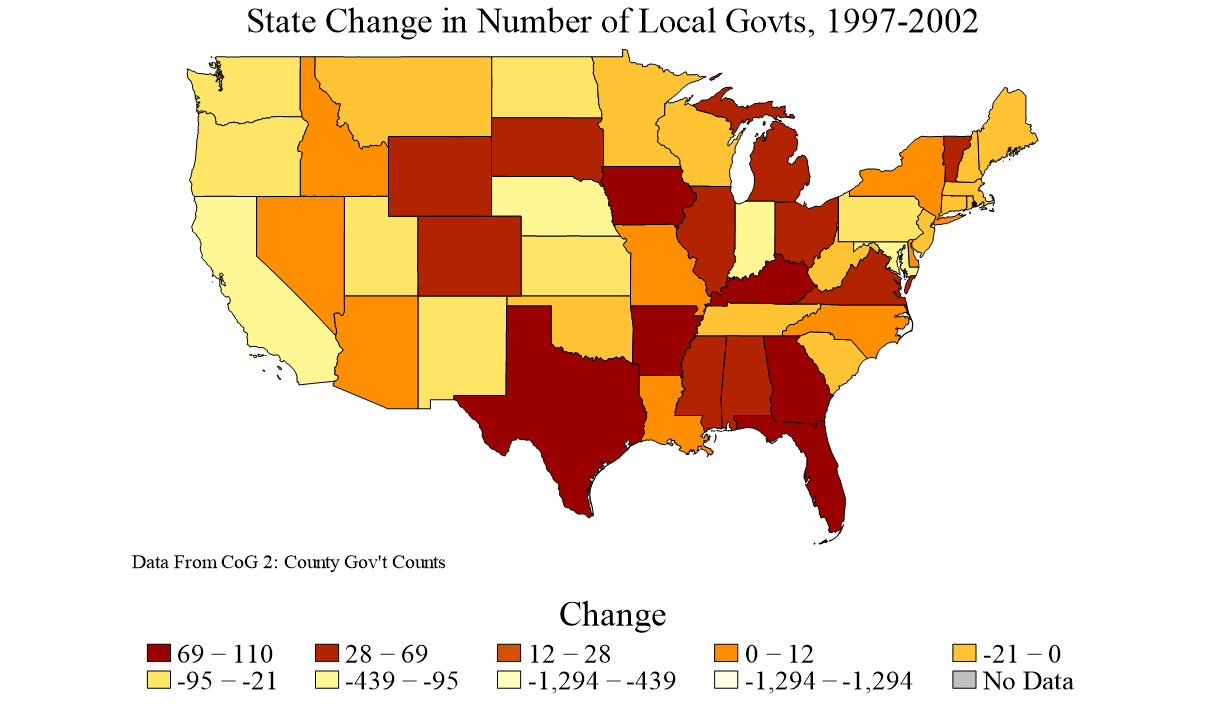 State Change in Number of Local Govts, 1997-2002
Data From CoG 2: County Gov't Counts
Change
69 – 110 28 – 69 12 – 28 0 – 12 -21 – 0
-95 – -21 -439 – -95 -1,294 – -439 -1,294 – -1,294 No Data